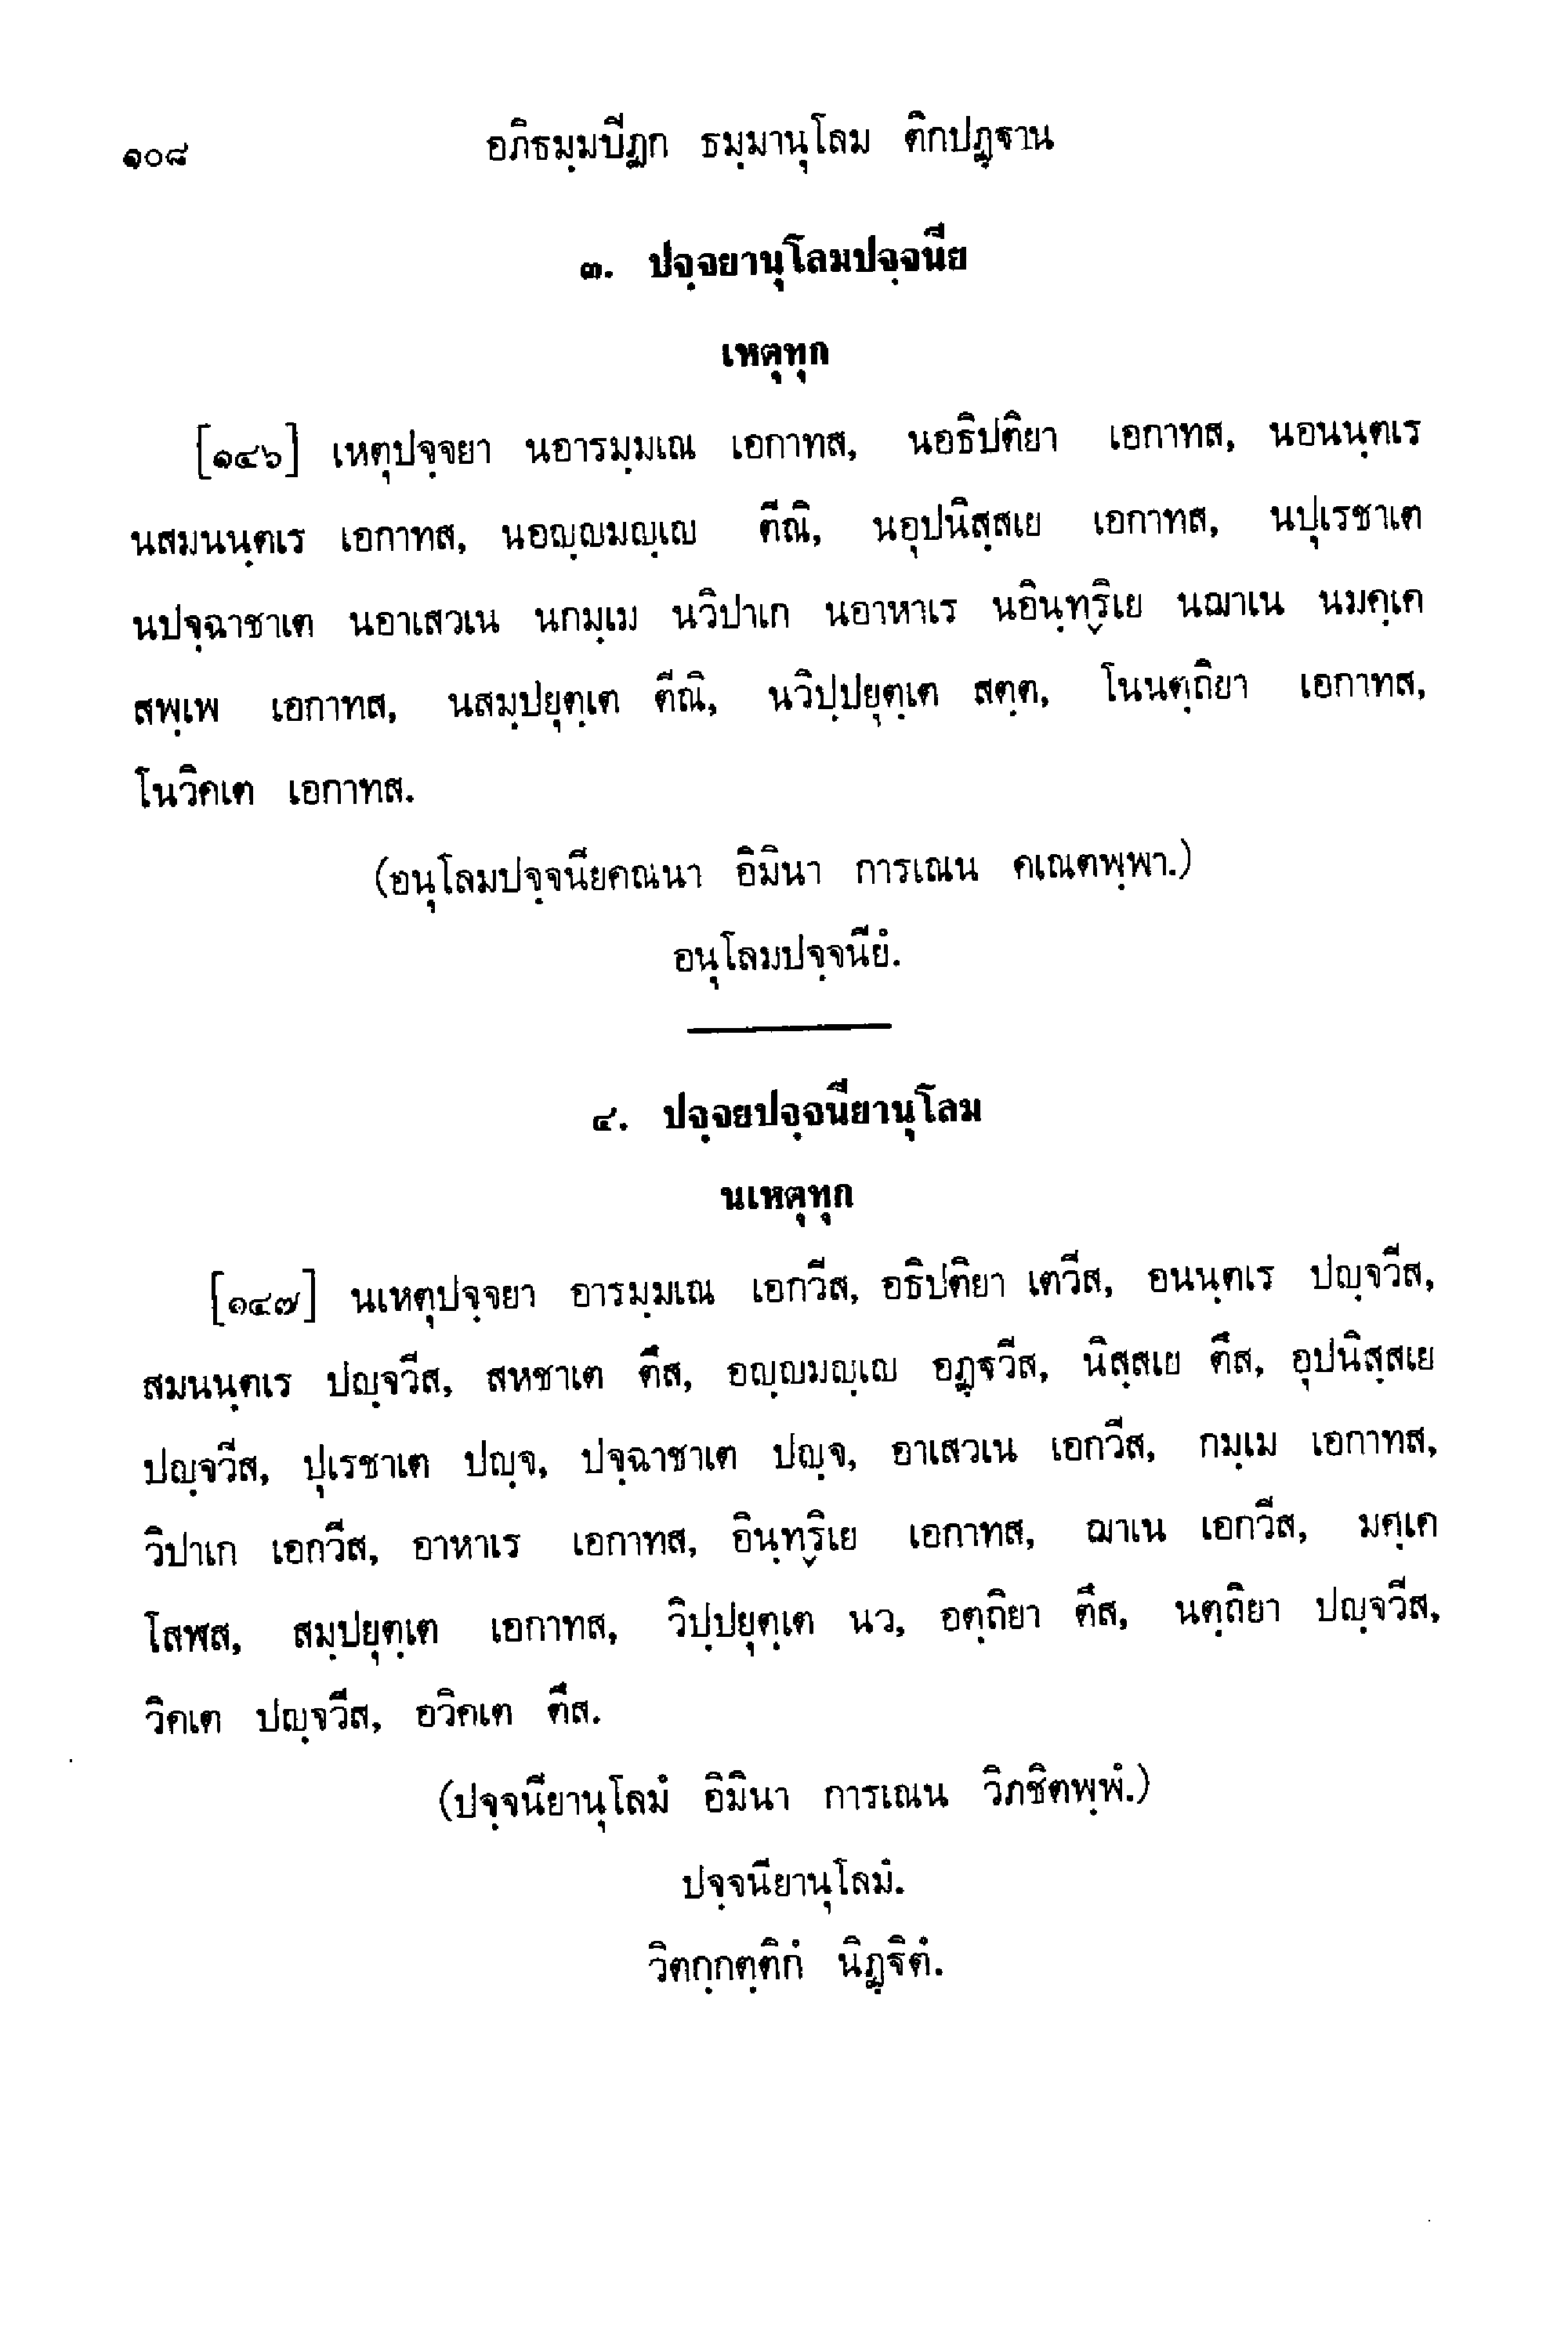 ๑๐๘ อภิธมฺมปีฏก ธมฺมานุโลม ติกปฏฺฐาน
๓. ปจฺจยานุโลมปจฺจนีย
เหตุทุก
[๑๔๖] เหตุปจฺจยา นอารมฺมเณ เอกาทส, นอธิปติยา เอกาทส, นอนนฺตเร
นสมนนฺตเร เอกาทส, นอญฺญมญฺเญ ตีณิ, นอุปนิสฺสเย เอกาทส, นปุเรชาเต
นปจฺฉาชาเต นอาเสวเน นกมฺเม นวิปาเก นอาหาเร นอินฺทฺริเย นฌาเน นมคฺเค
สพฺเพ เอกาทส, นสมฺปยุตฺเต ตีณิ, นวิปฺปยุตฺเต สตฺต, โนนตฺถิยา เอกาทส,
โนวิคเต เอกาทส.
(อนุโลมปจฺจนียคณนา อิมินา การเณน คเณตพฺพา.)
อนุโลมปจฺจนียํ.
๔. ปจฺจยปจฺจนียานุโลม
นเหตุทุก
[๑๔๗] นเหตุปจฺจยา อารมฺมเณ เอกวีส, อธิปติยา เตวีส, อนนฺตเร ปญฺจวีส,
สมนนฺตเร ปญฺจวีส, สหชาเต ตึส, อญฺญมญฺเญ อฏฺฐวีส, นิสฺสเย ตึส, อุปนิสฺสเย
ปญฺจวีส, ปุเรชาเต ปญฺจ, ปจฺฉาชาเต ปญฺจ, อาเสวเน เอกวีส, กมฺเม เอกาทส,
วิปาเก เอกวีส, อาหาเร เอกาทส, อินฺทฺริเย เอกาทส, ฌาเน เอกวีส, มคฺเค
โสฬส, สมฺปยุตฺเต เอกาทส, วิปฺปยุตฺเต นว, อตฺถิยา ตึส, นตฺถิยา ปญฺจวีส,
วิคเต ปญฺจวีส, อวิคเต ตึส.
(ปจฺจนียานุโลมํ อิมินา การเณน วิภชิตพฺพํ.)
ปจฺจนียานุโลมํ.
วิตกฺกตฺติกํ นิฏฺฐิตํ.